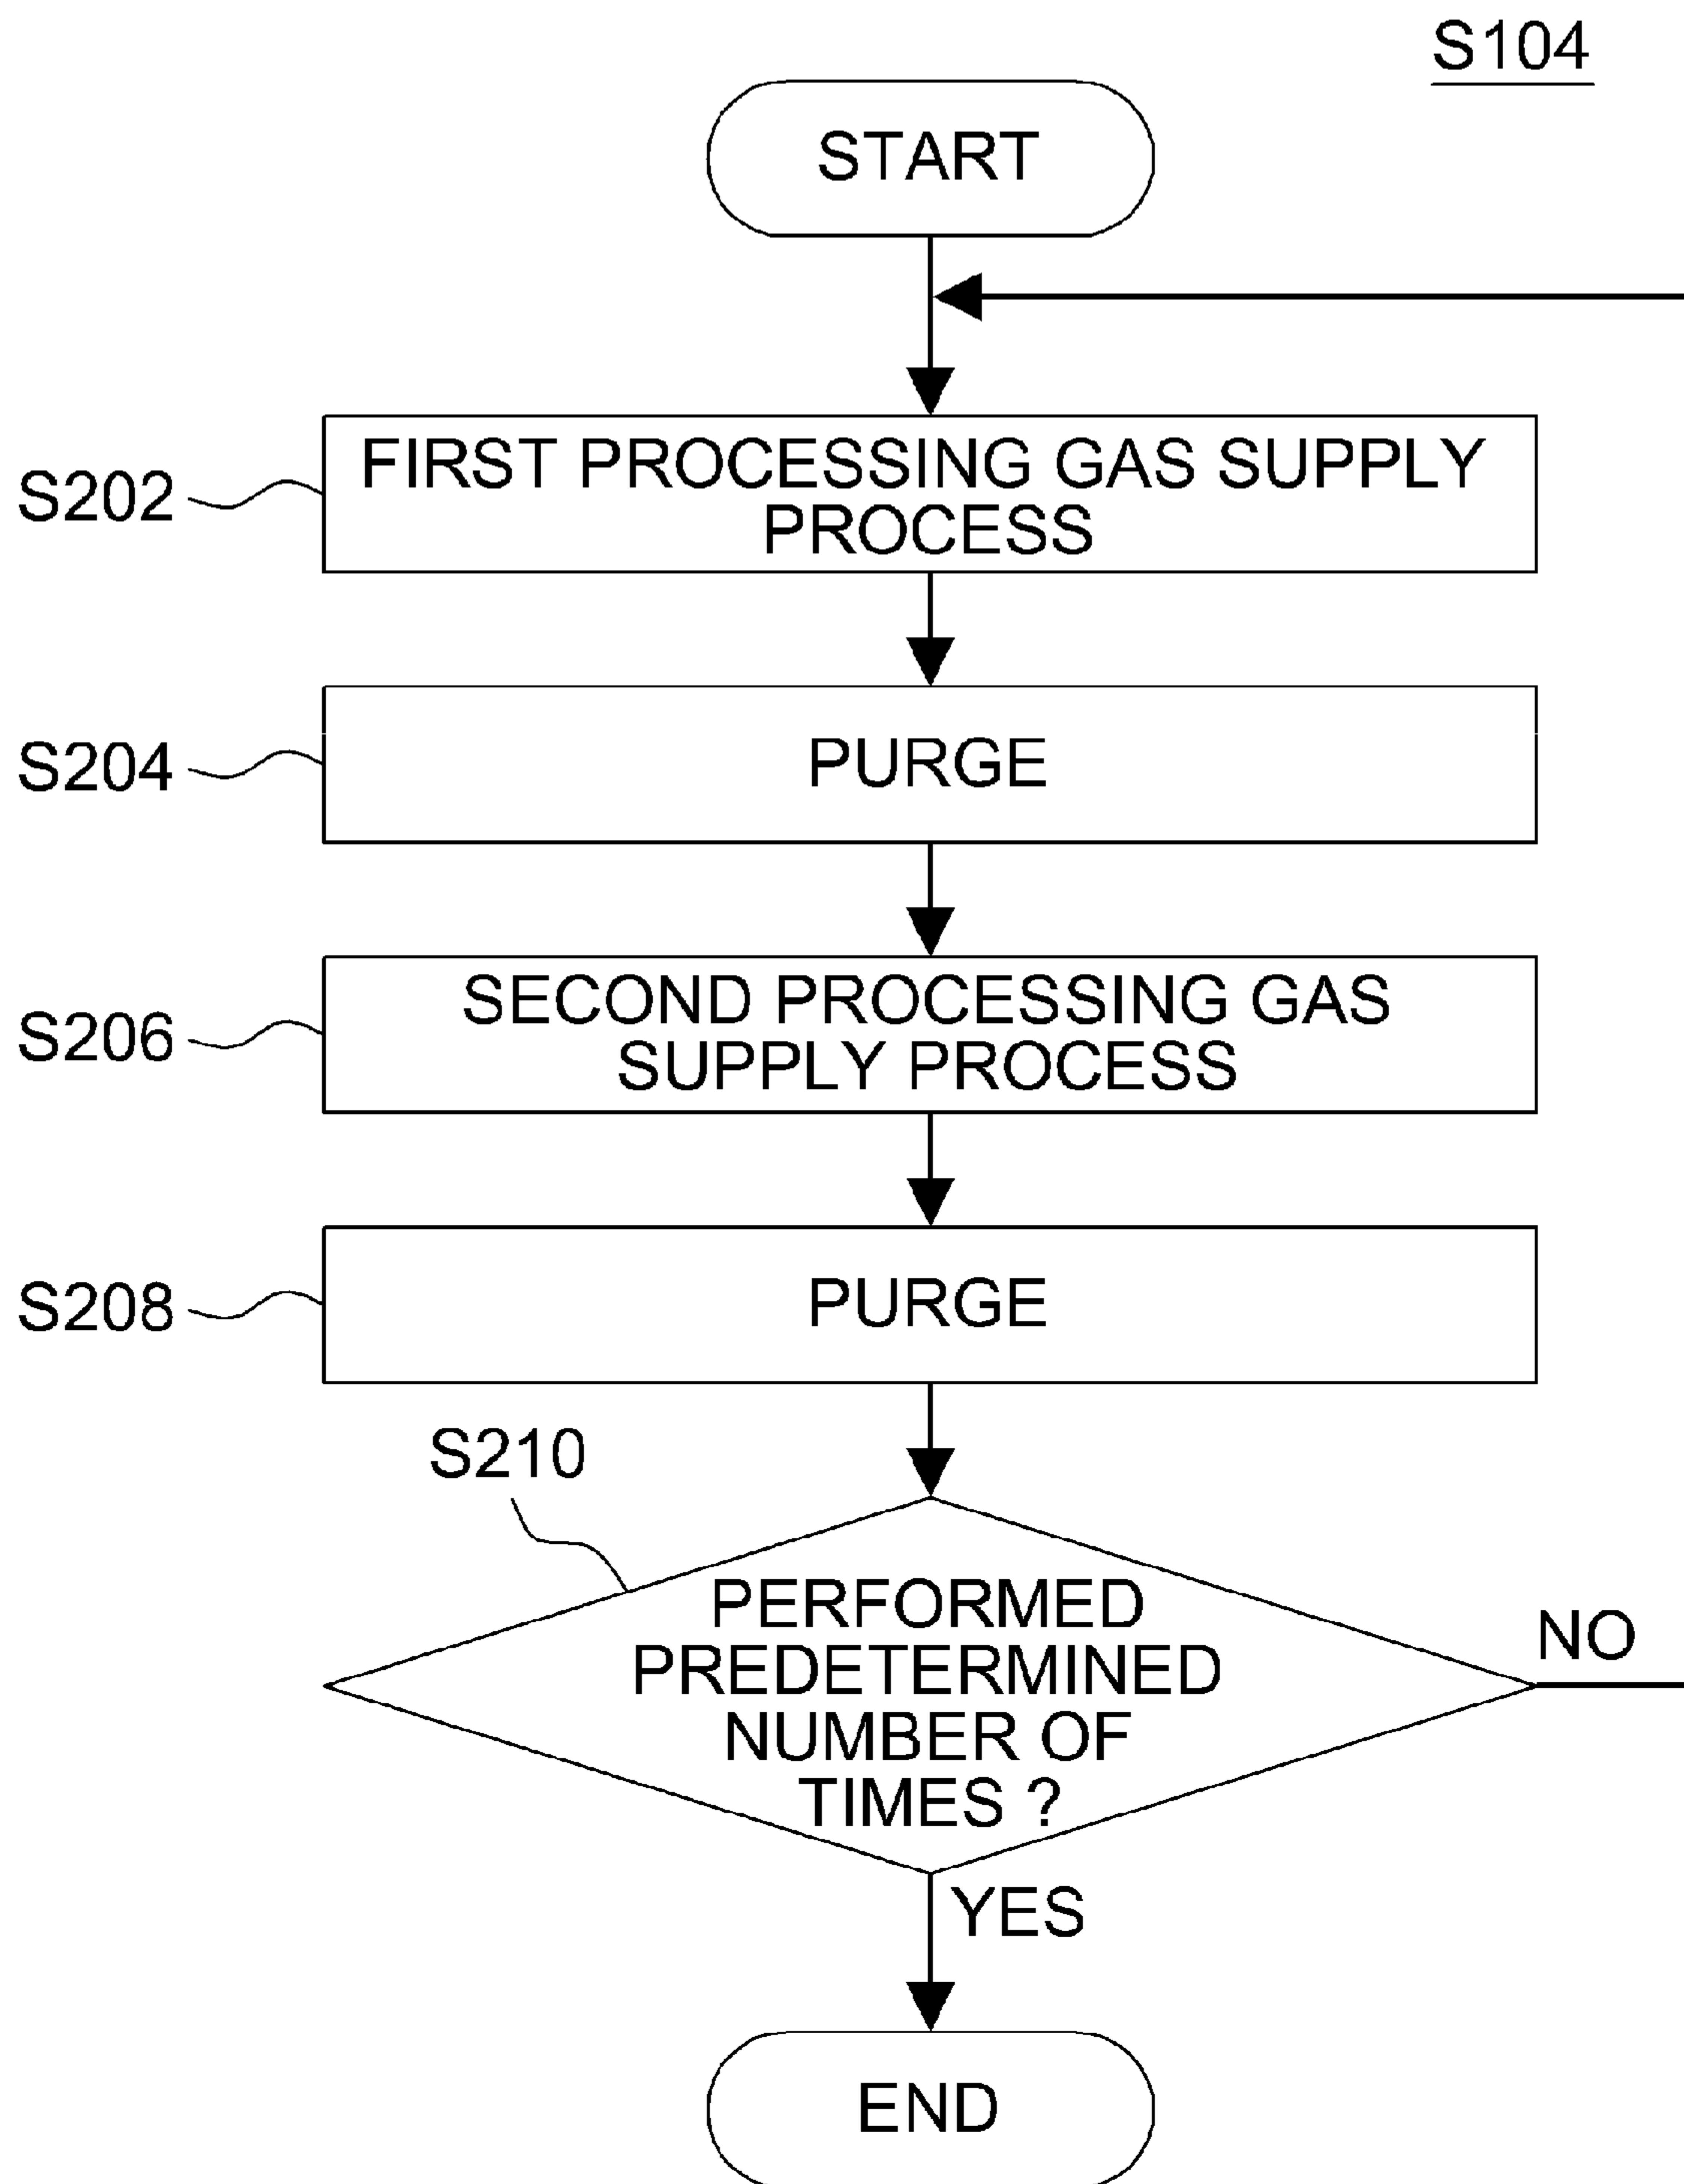 S104
START
S202
FIRST PROCESSING GAS SUPPLY
PROCESS
S204
PURGE
S206
SECOND PROCESSING GAS
SUPPLY PROCESS
S208
PURGE
S210
PERFORMED
PREDETERMINED
NUMBER OF
TIMES ?
NO
YES
END